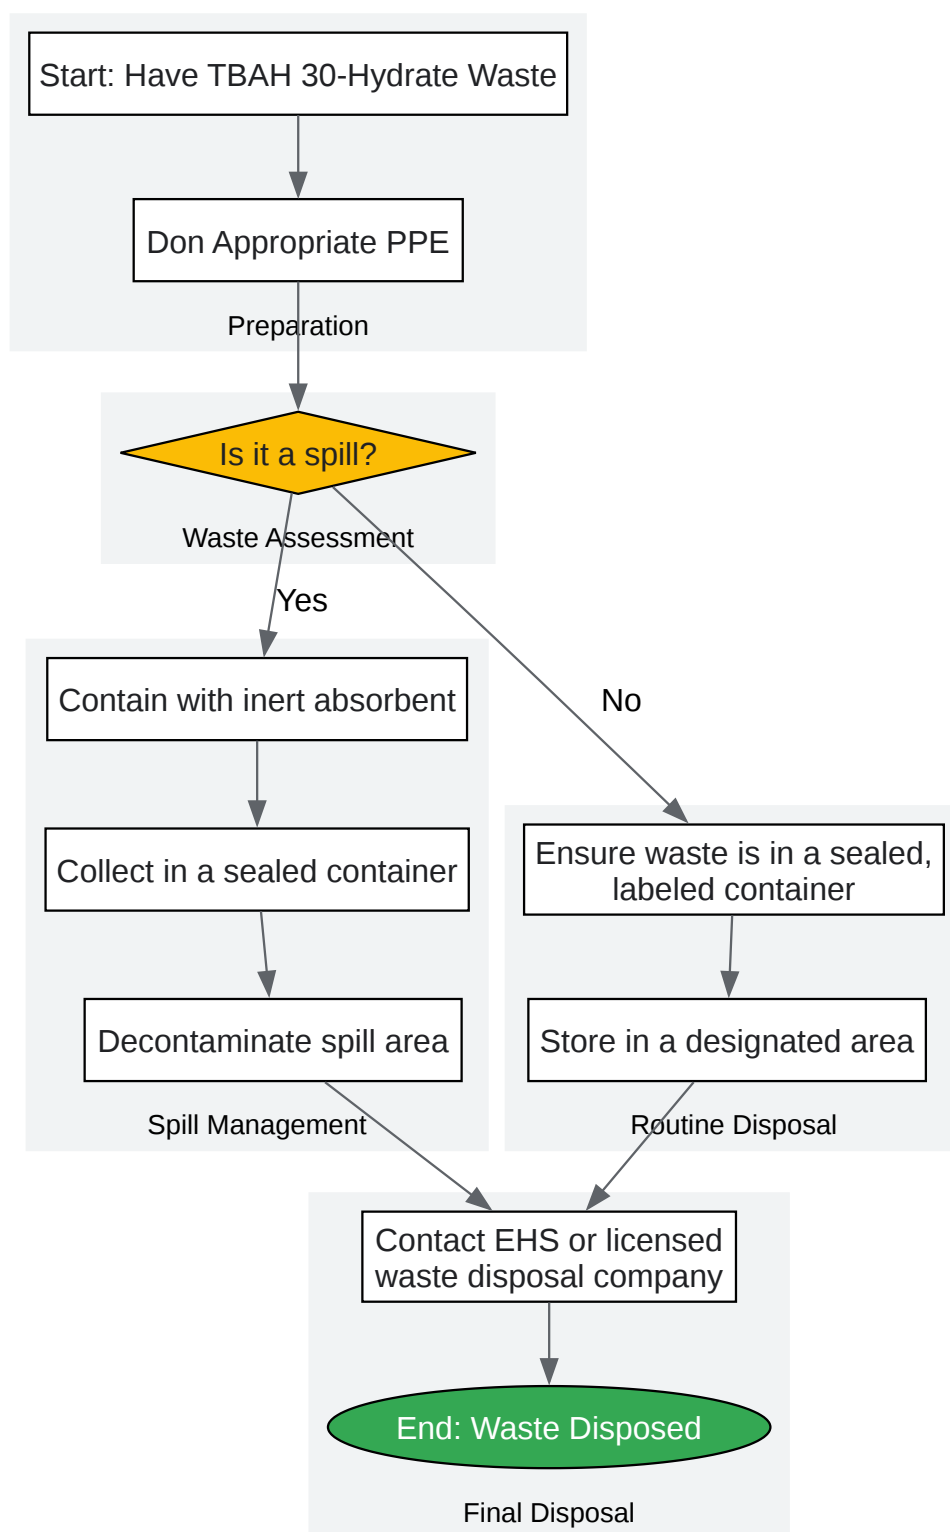 Start: Have TBAH 30-Hydrate Waste
Don Appropriate PPE
Preparation
Is it a spill?
Waste Assessment
Yes
No
Contain with inert absorbent
Collect in a sealed container
Decontaminate spill area
Spill Management
Ensure waste is in a sealed,
labeled container
Store in a designated area
Routine Disposal
Contact EHS or licensed
waste disposal company
End: Waste Disposed
Final Disposal